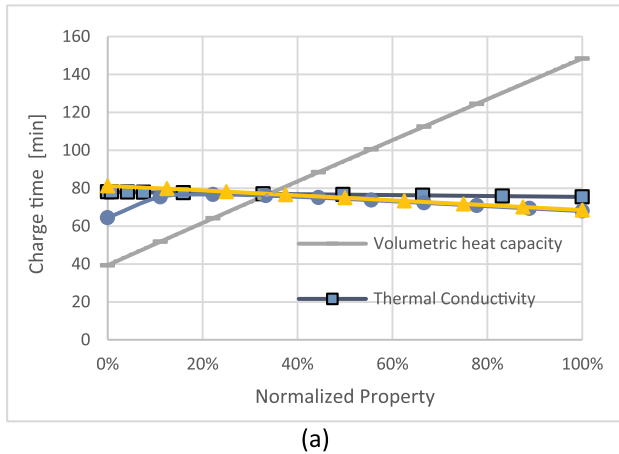 160
140
120
100
80
60
40
20
0
Charge time [min]
Volumetric heat capacity
Thermal Conductivity
0% 20% 40% 60% 80% 100%
Normalized Property
(a)